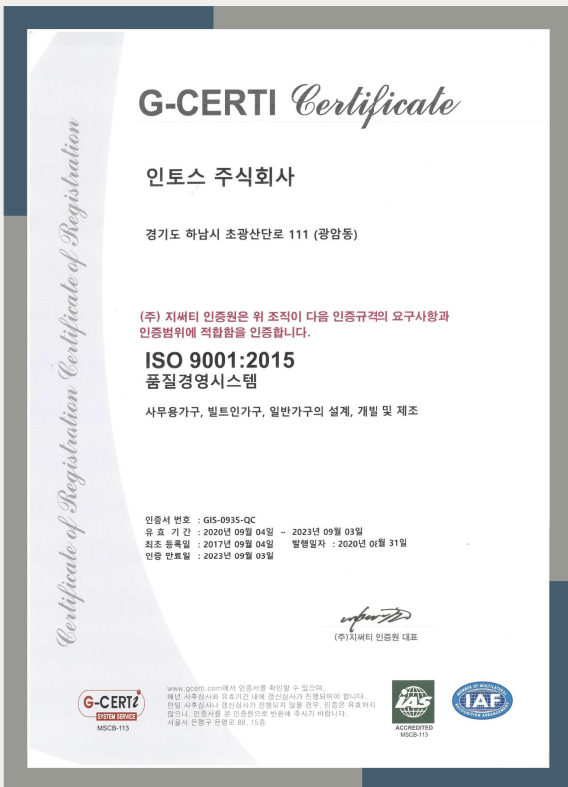 Certificate of Registration Certificate of Registration
G-CERTI Certificate
인토스 주식회사
경기도 하남시 초광산단로 111 (광암동)
(주) 지써티 인증원은 위 조직이 다음 인증규격의 요구사항과
인증범위에 적합함을 인증합니다.
ISO 9001:2015
품질경영시스템
사무용가구, 빌트인가구, 일반가구의 설계, 개발 및 제조
인증서 번호 : GIS-0935-QC
유 효 기 간 : 2020년 09월 04일 ~ 2023년 09월 03일
최초 등록일 : 2017년 09월 04일 발행일자 : 2020년 08월 31일
인증 만료일 : 2023년 09월 03일
(주)지써티 인증원 대표
G-CERTi
SYSTEM SERVICE
MSCB-113
www.gcerti.com에서 인증서를 확인할 수 있으며,
매년 사후심사와 유효기간 내에 갱신심사가 진행되어야 합니다.
만일 사후심사나 갱신심사가 진행되지 않을 경우, 인증은 유효하지
않으니, 인증서를 본 인증원으로 반환해 주시기 바랍니다.
서울시 은평구 은평로 88, 15층
IAS
ACCREDITED
MSCB-113
MEMBER OF MULTILATERAL
IAF
RECOGNITION ARRANGEMENT